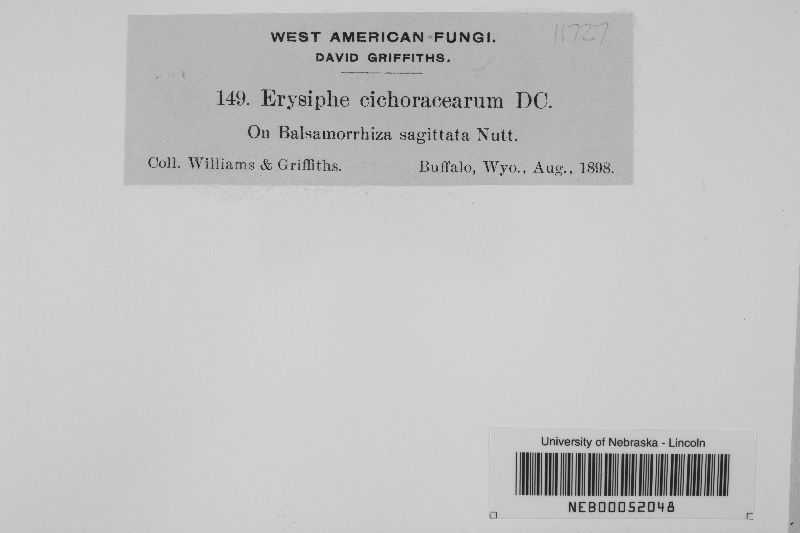 WEST AMERICAN FUNGI.
11727
DAVID GRIFFITHS.
149. Erysiphe cichoracearum DC.
On Balsamorrhiza sagittata Nutt.
Coll. Williams & Griffiths. Buffalo, Wyo., Aug., 1898.
University of Nebraska - Lincoln
NEB00052048